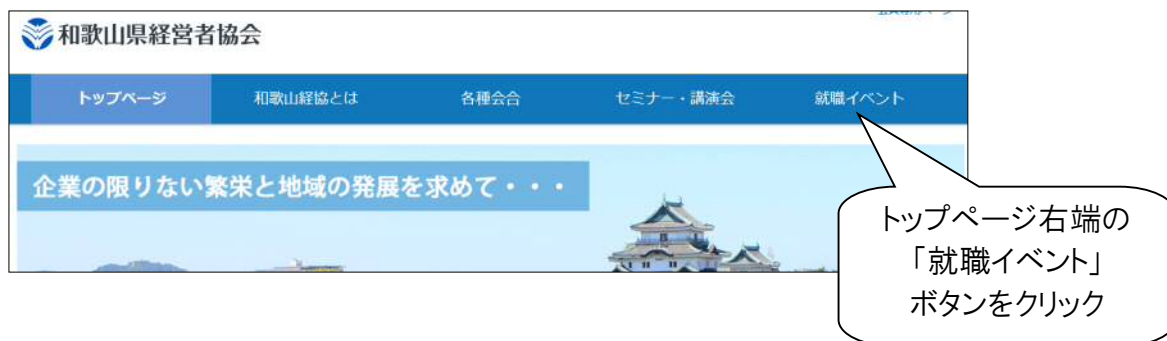 和歌山県経営者協会
トップページ 和歌山経協とは 各種会合 セミナー・講演会 就職イベント
企業の限りない繁栄と地域の発展を求めて・・・
トップページ右端の
「就職イベント」
ボタンをクリック